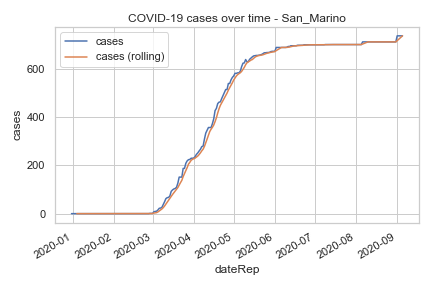 COVID-19 cases over time - San_Marino
cases
cases (rolling)
cases
600
400
200
0
2020-01
2020-02
2020-03
2020-04
2020-05
2020-06
2020-07
2020-08
2020-09
dateRep